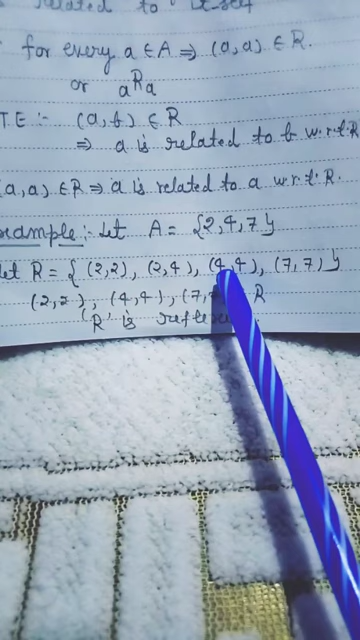 related to it-self
for every a ∈ A ⇒ (a, a) ∈ R.
or aRa
TE :- (a, b) ∈ R
⇒ a is related to b w.r.t. R
(a, a) ∈ R ⇒ a is related to a w.r.t. R.
Example:- Let A = {2, 4, 7}
Let R = { (2,2), (2,4), (4,4), (7,7) }
(2,2), (4,4), (7, R
'R' is